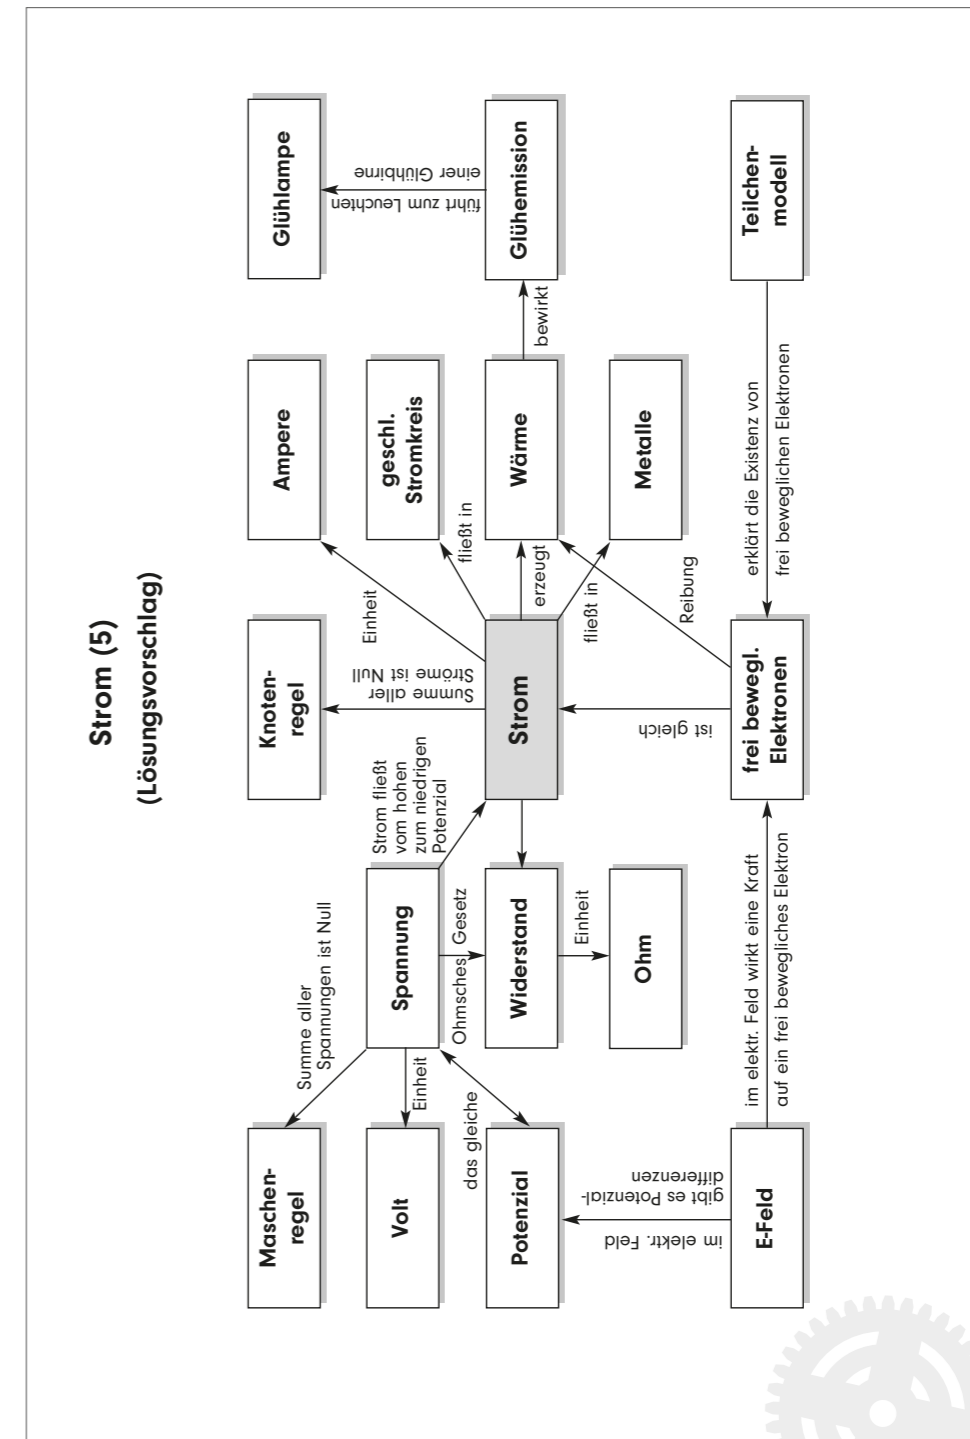 Strom (5)
(Lösungsvorschlag)
Maschen-
regel
Summe aller
Spannungen ist Null
Knoten-
regel
Summe aller
Ströme ist Null
Ampere
Einheit
Glühlampe
führt zum Leuchten
einer Glühbirne
Volt
Einheit
Spannung
Strom fließt
vom hohen
zum niedrigen
Potenzial
geschl.
Stromkreis
fließt in
das gleiche
Ohmsches Gesetz
Potenzial
Widerstand
Strom
erzeugt
Wärme
bewirkt
Glühemission
Einheit
Ohm
fließt in
Metalle
im elektr. Feld
gibt es Potenzial-
differenzen
ist gleich
Reibung
E-Feld
im elektr. Feld wirkt eine Kraft
auf ein frei bewegliches Elektron
frei bewegl.
Elektronen
erklärt die Existenz von
frei beweglichen Elektronen
Teilchen-
modell